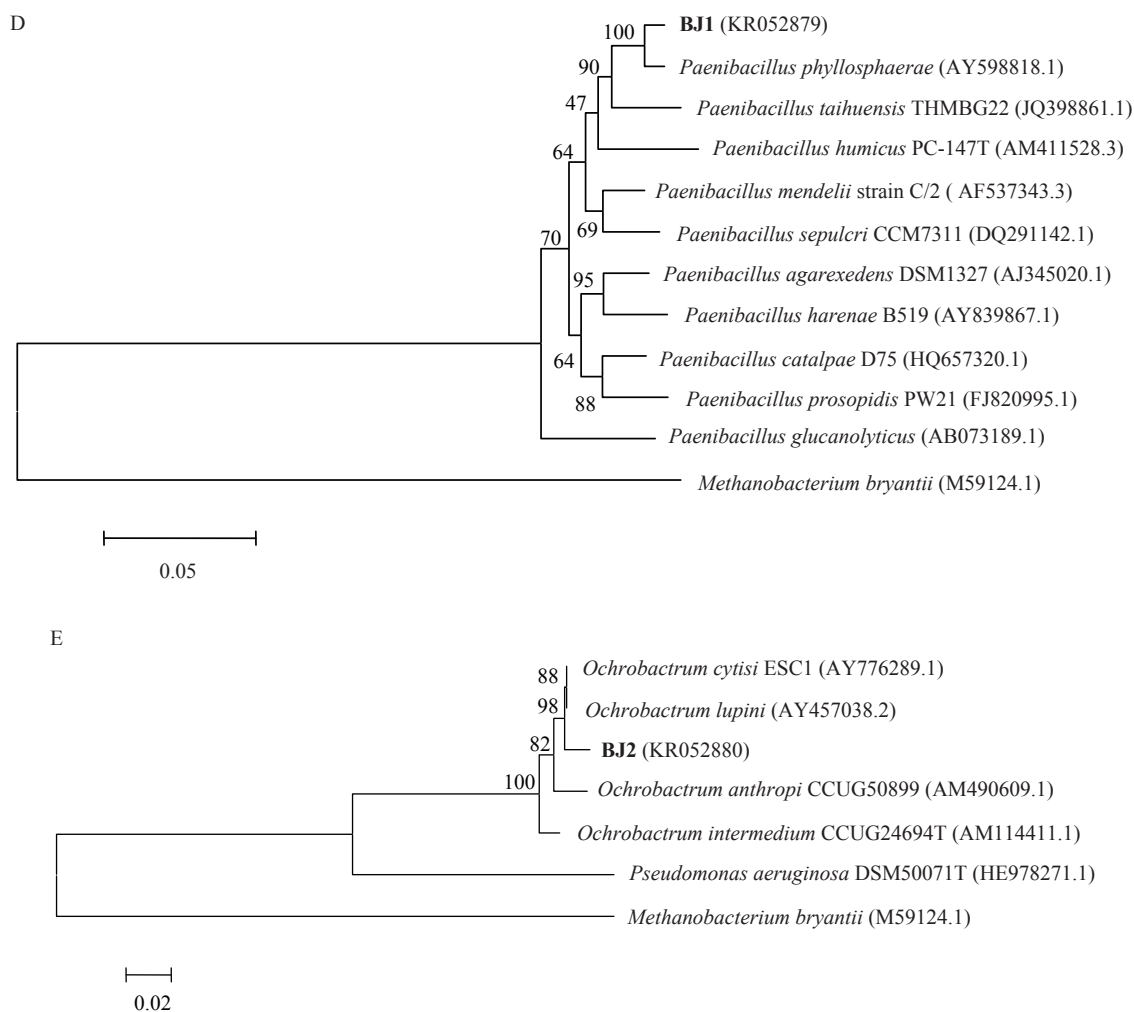 D
BJ1 (KR052879)
100
Paenibacillus phyllosphaerae (AY598818.1)
90
Paenibacillus taihuensis THMBG22 (JQ398861.1)
47
Paenibacillus humicus PC-147T (AM411528.3)
64
Paenibacillus mendelii strain C/2 ( AF537343.3)
69
Paenibacillus sepulcri CCM7311 (DQ291142.1)
70
Paenibacillus agarexedens DSM1327 (AJ345020.1)
95
Paenibacillus harenae B519 (AY839867.1)
64
Paenibacillus catalpae D75 (HQ657320.1)
88
Paenibacillus prosopidis PW21 (FJ820995.1)
Paenibacillus glucanolyticus (AB073189.1)
Methanobacterium bryantii (M59124.1)
0.05
E
88
Ochrobactrum cytisi ESC1 (AY776289.1)
98
Ochrobactrum lupini (AY457038.2)
82
BJ2 (KR052880)
100
Ochrobactrum anthropi CCUG50899 (AM490609.1)
Ochrobactrum intermedium CCUG24694T (AM114411.1)
Pseudomonas aeruginosa DSM50071T (HE978271.1)
Methanobacterium bryantii (M59124.1)
0.02